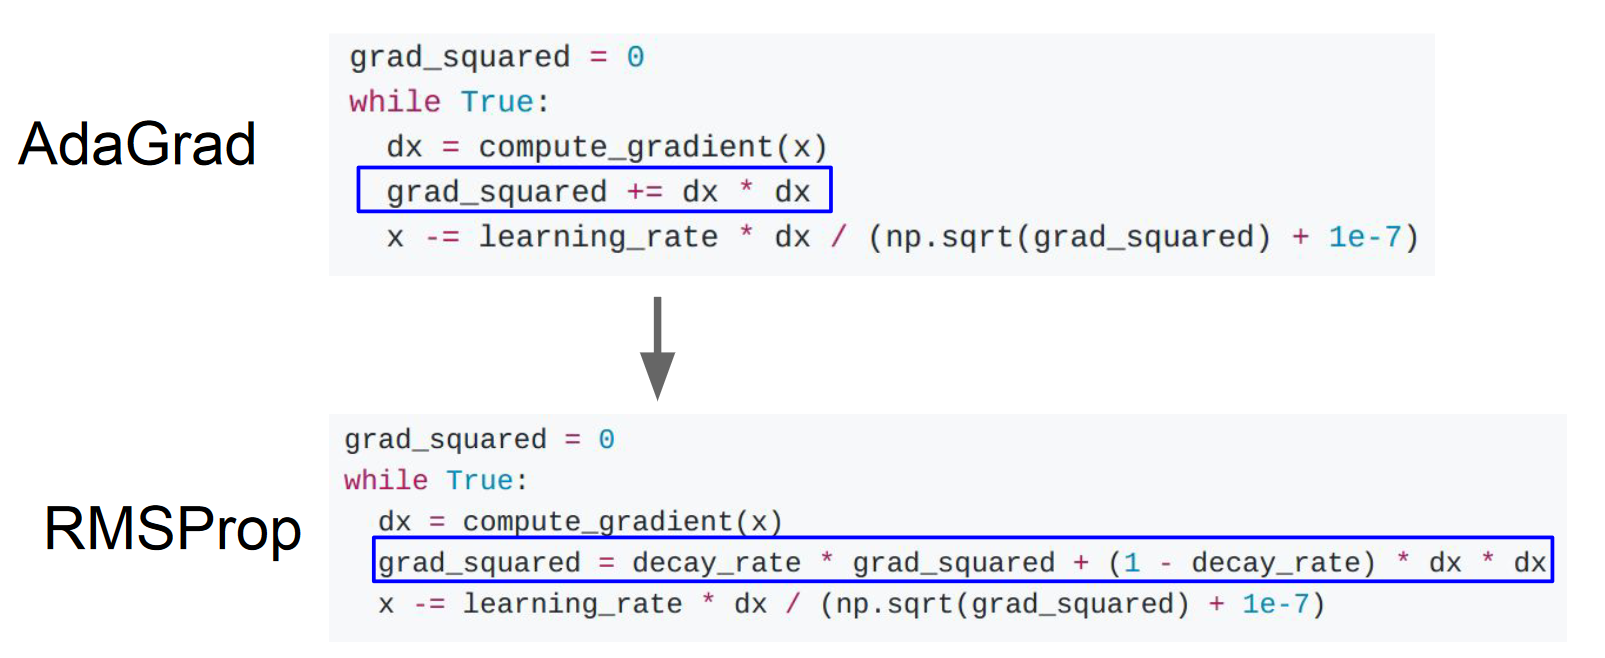 AdaGrad
grad_squared = 0
while True:
  dx = compute_gradient(x)
  grad_squared += dx * dx
  x -= learning_rate * dx / (np.sqrt(grad_squared) + 1e-7)
RMSProp
grad_squared = 0
while True:
  dx = compute_gradient(x)
  grad_squared = decay_rate * grad_squared + (1 - decay_rate) * dx * dx
  x -= learning_rate * dx / (np.sqrt(grad_squared) + 1e-7)